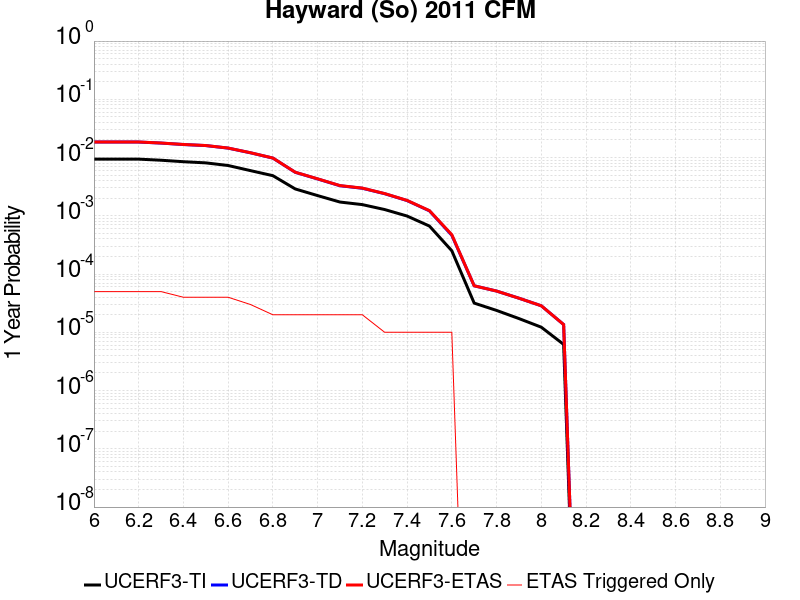 Hayward (So) 2011 CFM
1 Year Probability
10^0
10^-1
10^-2
10^-3
10^-4
10^-5
10^-6
10^-7
10^-8
6 6.2 6.4 6.6 6.8 7 7.2 7.4 7.6 7.8 8 8.2 8.4 8.6 8.8 9
Magnitude
UCERF3-TI UCERF3-TD UCERF3-ETAS ETAS Triggered Only